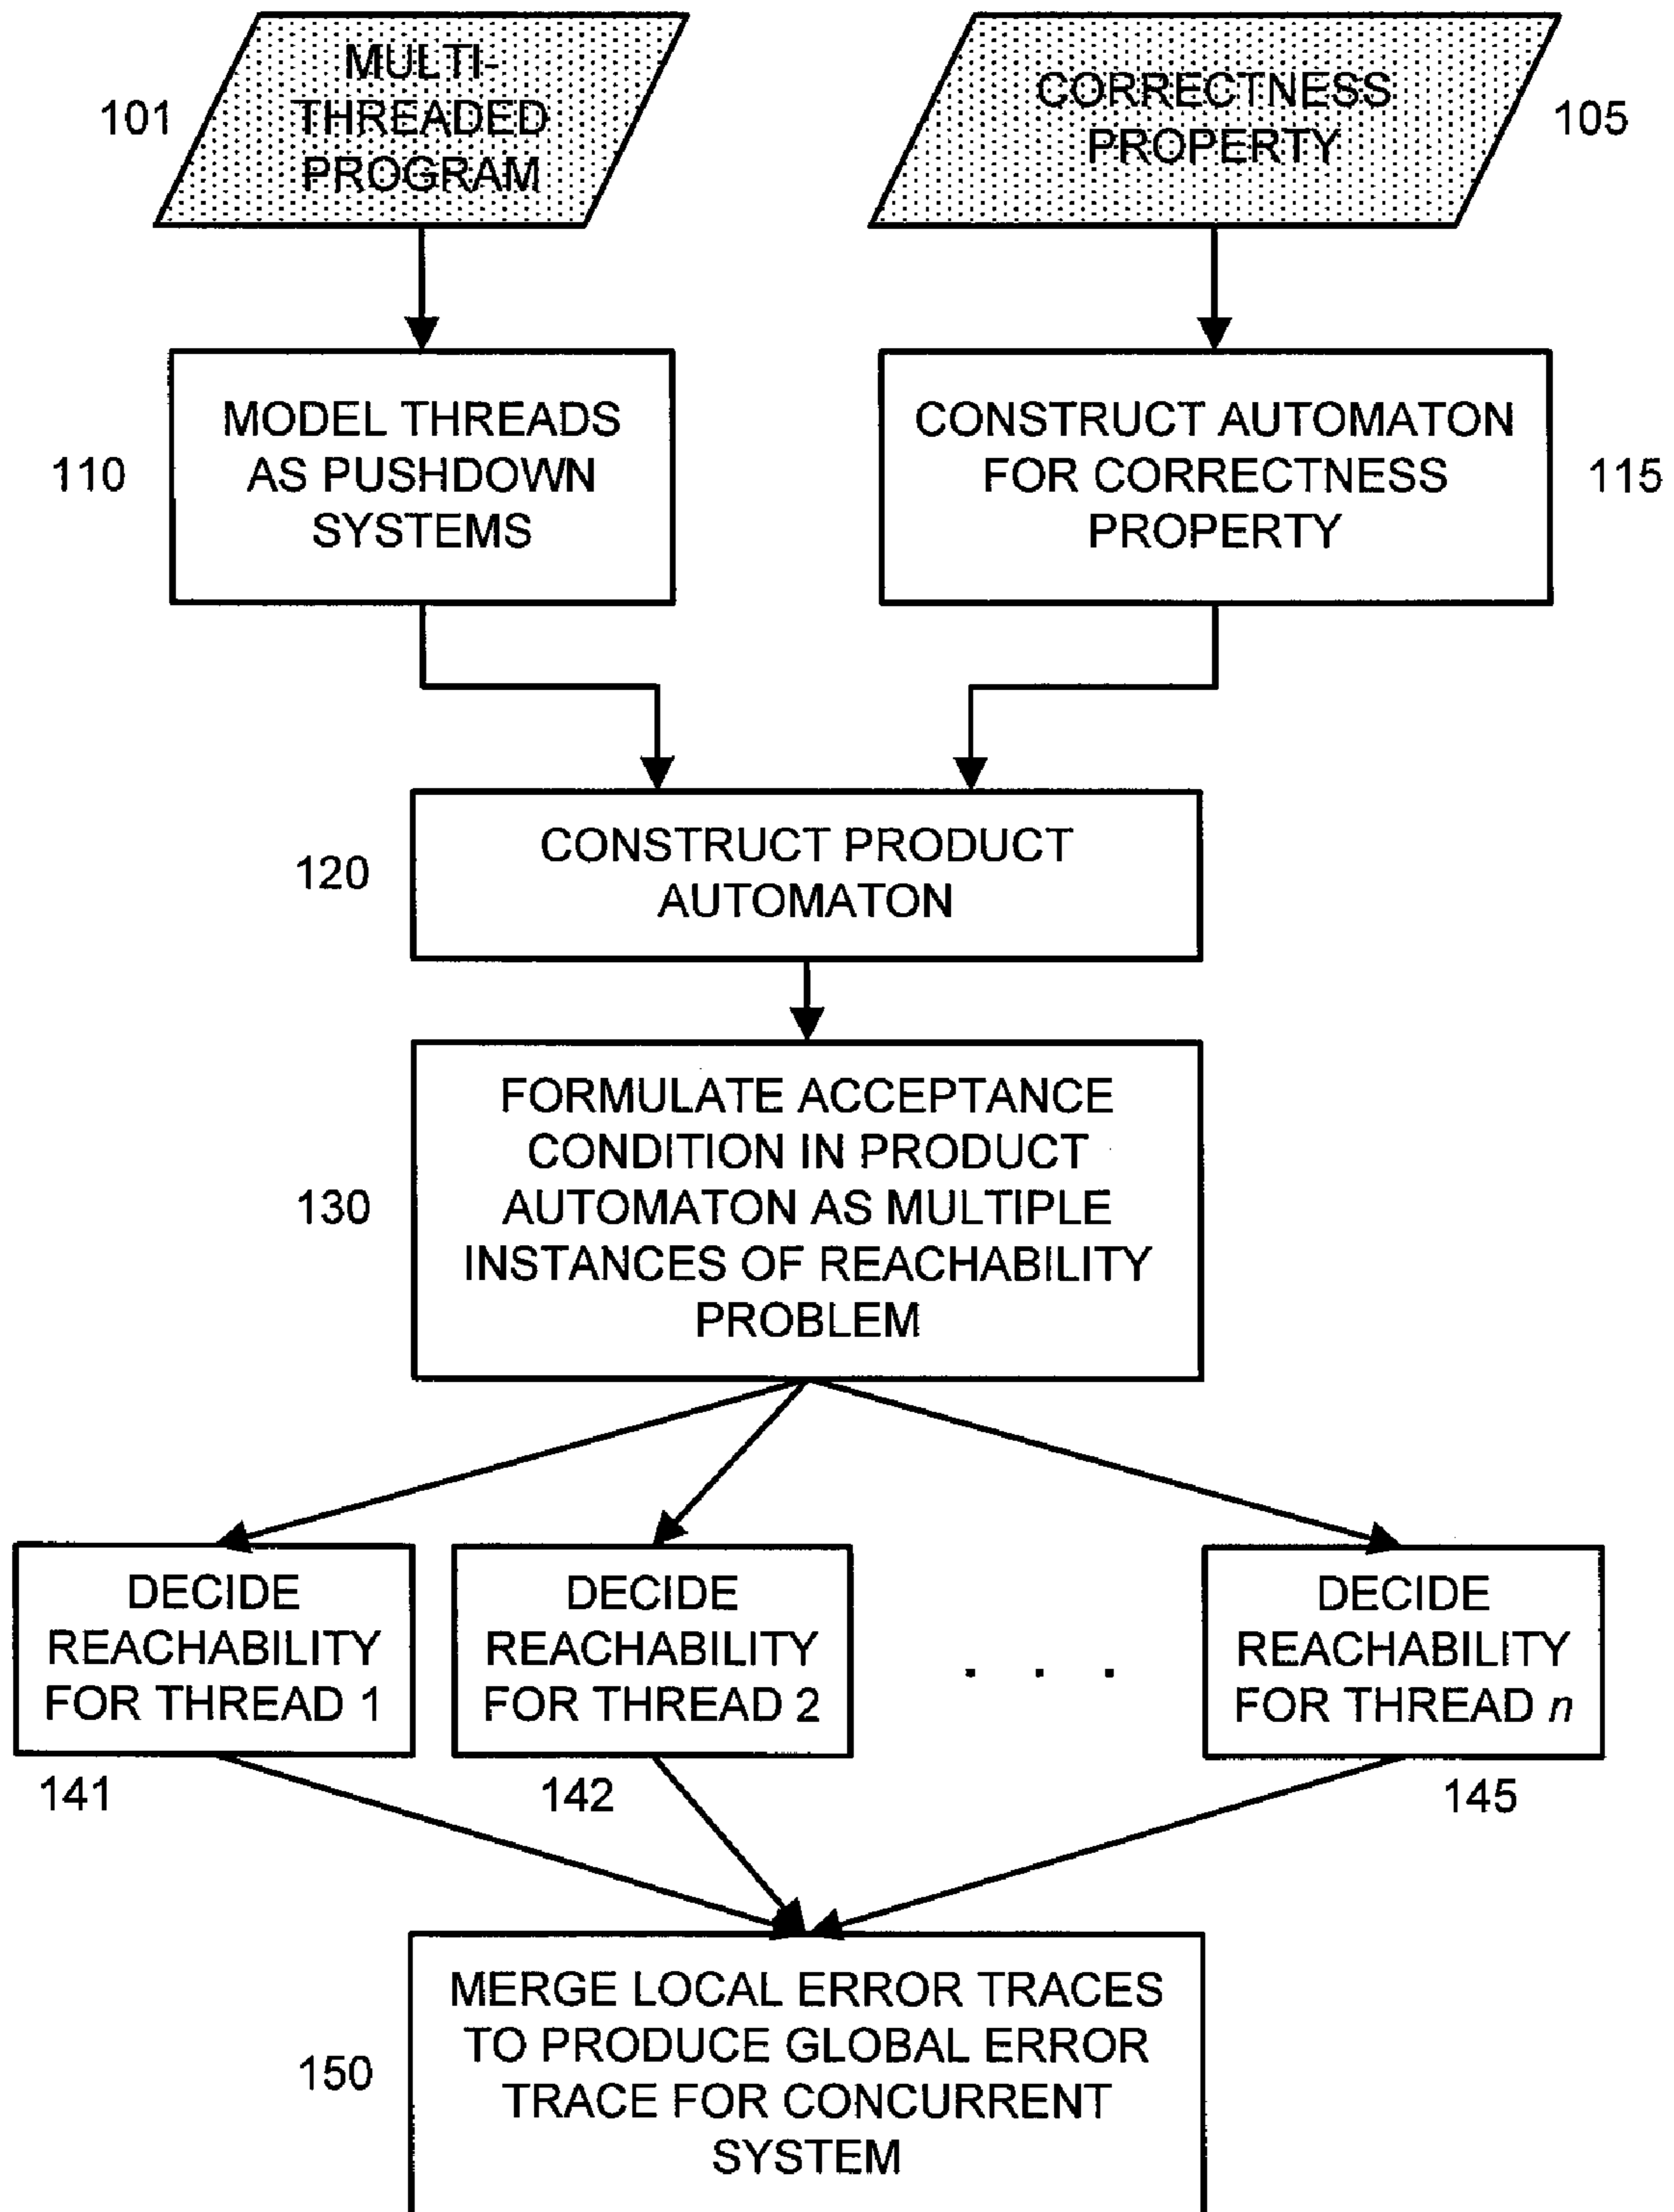 MULTI-
THREADED
PROGRAM
101
CORRECTNESS
PROPERTY
105
MODEL THREADS
AS PUSHDOWN
SYSTEMS
110
CONSTRUCT AUTOMATON
FOR CORRECTNESS
PROPERTY
115
CONSTRUCT PRODUCT
AUTOMATON
120
FORMULATE ACCEPTANCE
CONDITION IN PRODUCT
AUTOMATON AS MULTIPLE
INSTANCES OF REACHABILITY
PROBLEM
130
DECIDE
REACHABILITY
FOR THREAD 1
141
DECIDE
REACHABILITY
FOR THREAD 2
142
. . .
DECIDE
REACHABILITY
FOR THREAD n
145
MERGE LOCAL ERROR TRACES
TO PRODUCE GLOBAL ERROR
TRACE FOR CONCURRENT
SYSTEM
150